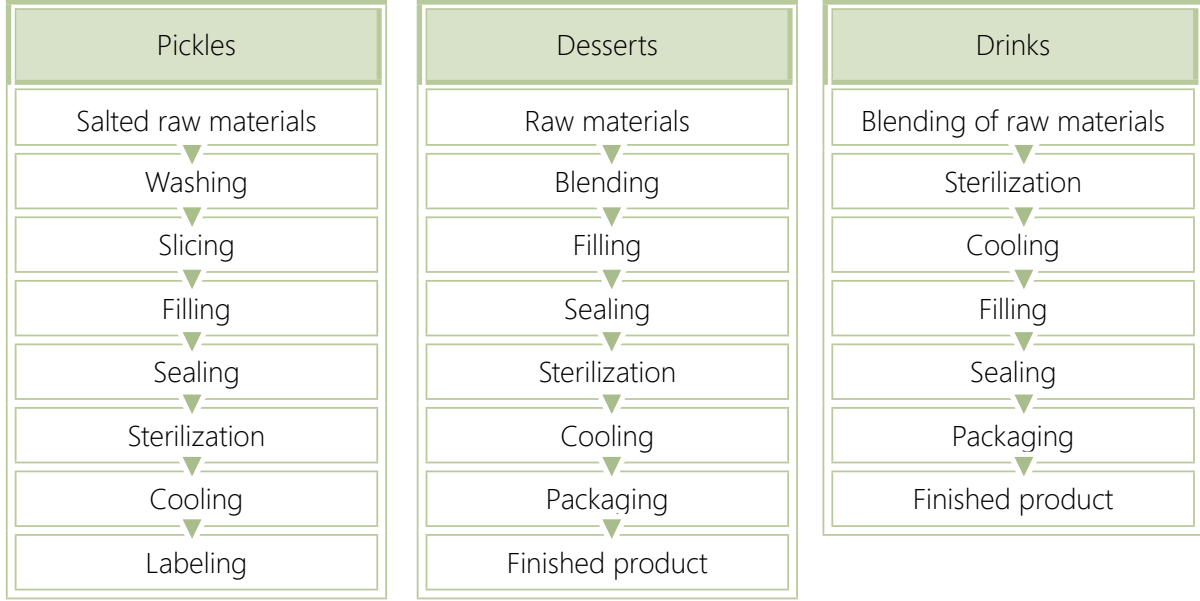 Pickles
Salted raw materials
Washing
Slicing
Filling
Sealing
Sterilization
Cooling
Labeling
Desserts
Raw materials
Blending
Filling
Sealing
Sterilization
Cooling
Packaging
Finished product
Drinks
Blending of raw materials
Sterilization
Cooling
Filling
Sealing
Packaging
Finished product